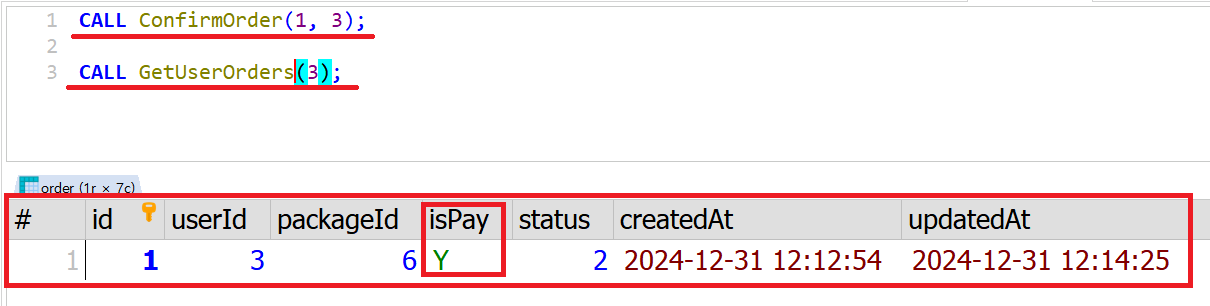 1 CALL ConfirmOrder(1, 3);
2
3 CALL GetUserOrders(3);
order (1r × 7c)
# id userId packageId isPay status createdAt updatedAt
1 1 3 6 Y 2 2024-12-31 12:12:54 2024-12-31 12:14:25